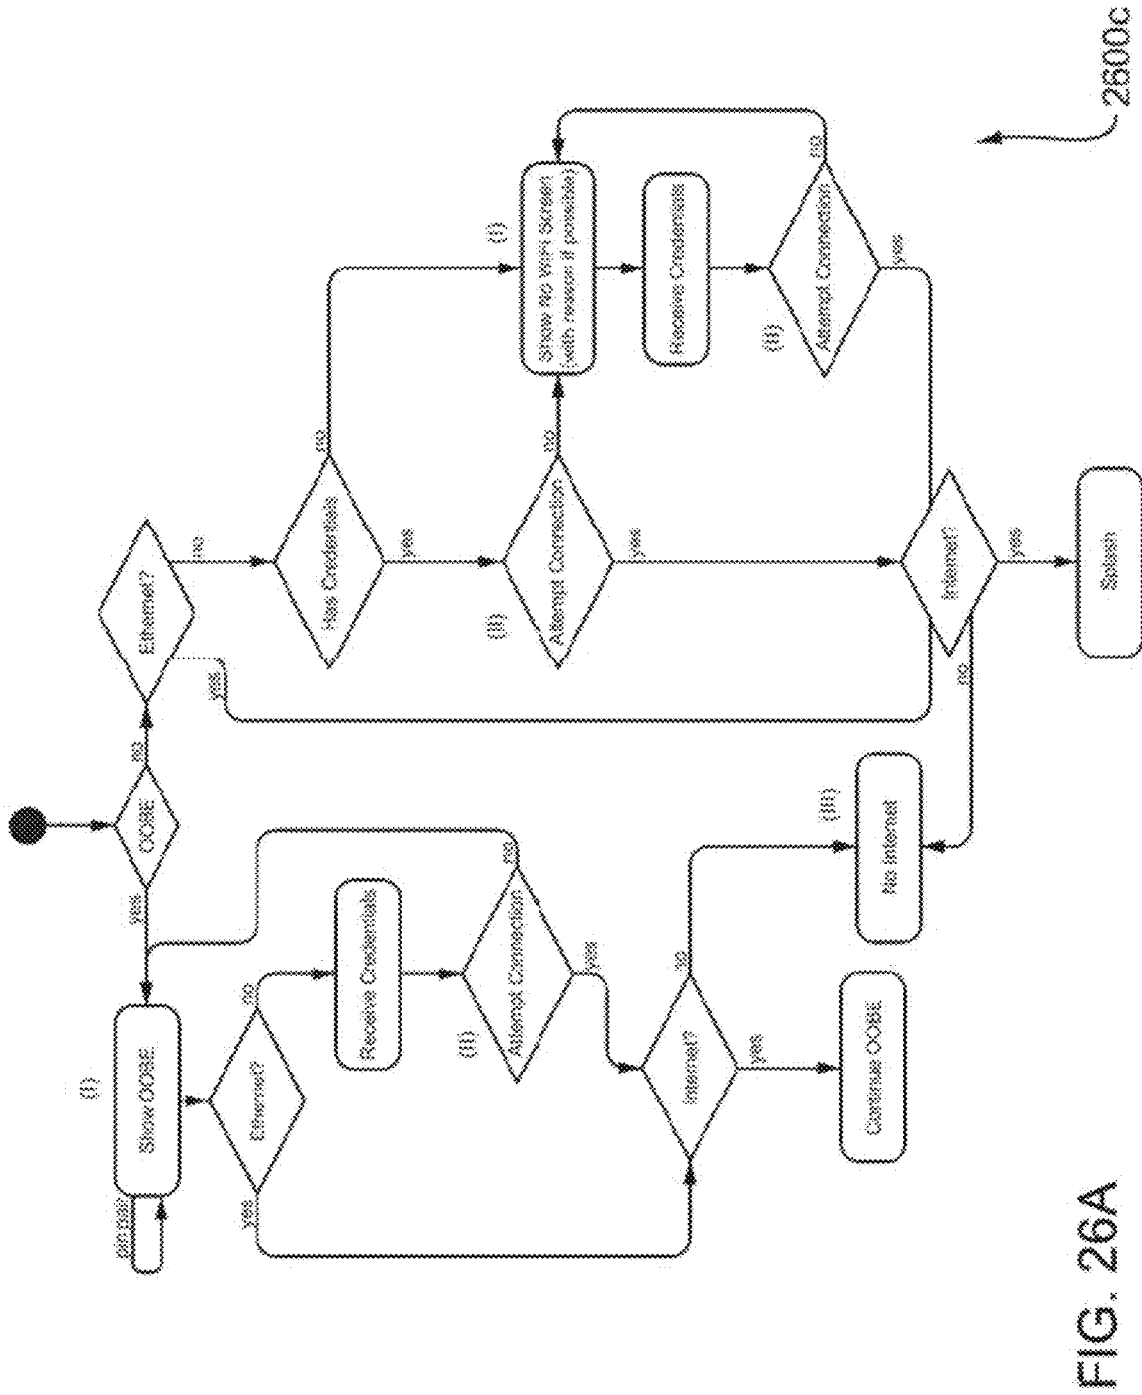 OOBE
yes
no
(I)
Show OOBE
Ethernet?
yes
no
Receive Credentials
(II)
Attempt Connection
no
yes
Internet?
no
yes
Continue OOBE
(III)
No Internet
Ethernet?
yes
no
Has Credentials
no
yes
(II)
Attempt Connection
no
yes
(I)
Show No WiFi Screen
(with reason if possible)
Receive Credentials
(II)
Attempt Connection
no
yes
Internet?
no
yes
Splash
FIG. 26A
2600c